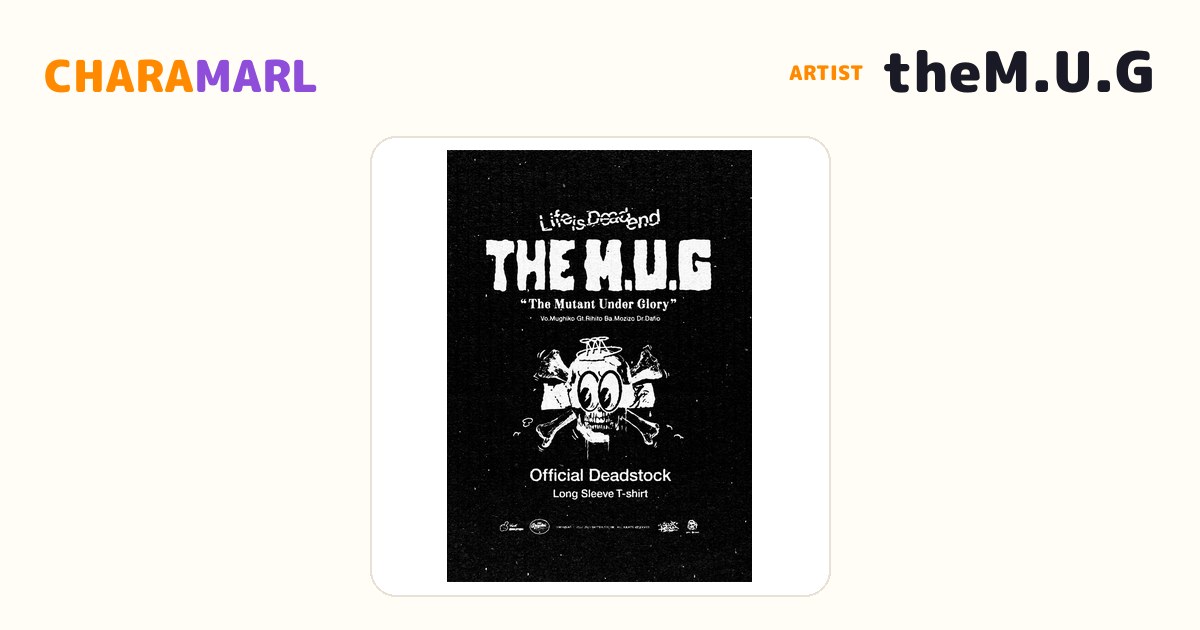 CHARAMARL
ARTIST theM.U.G
Life is Dead end
THE M.U.G
“The Mutant Under Glory”
Vo.Mughiko Gt.Rihito Ba.Mozizo Dr.Dafio
Official Deadstock
Long Sleeve T-shirt